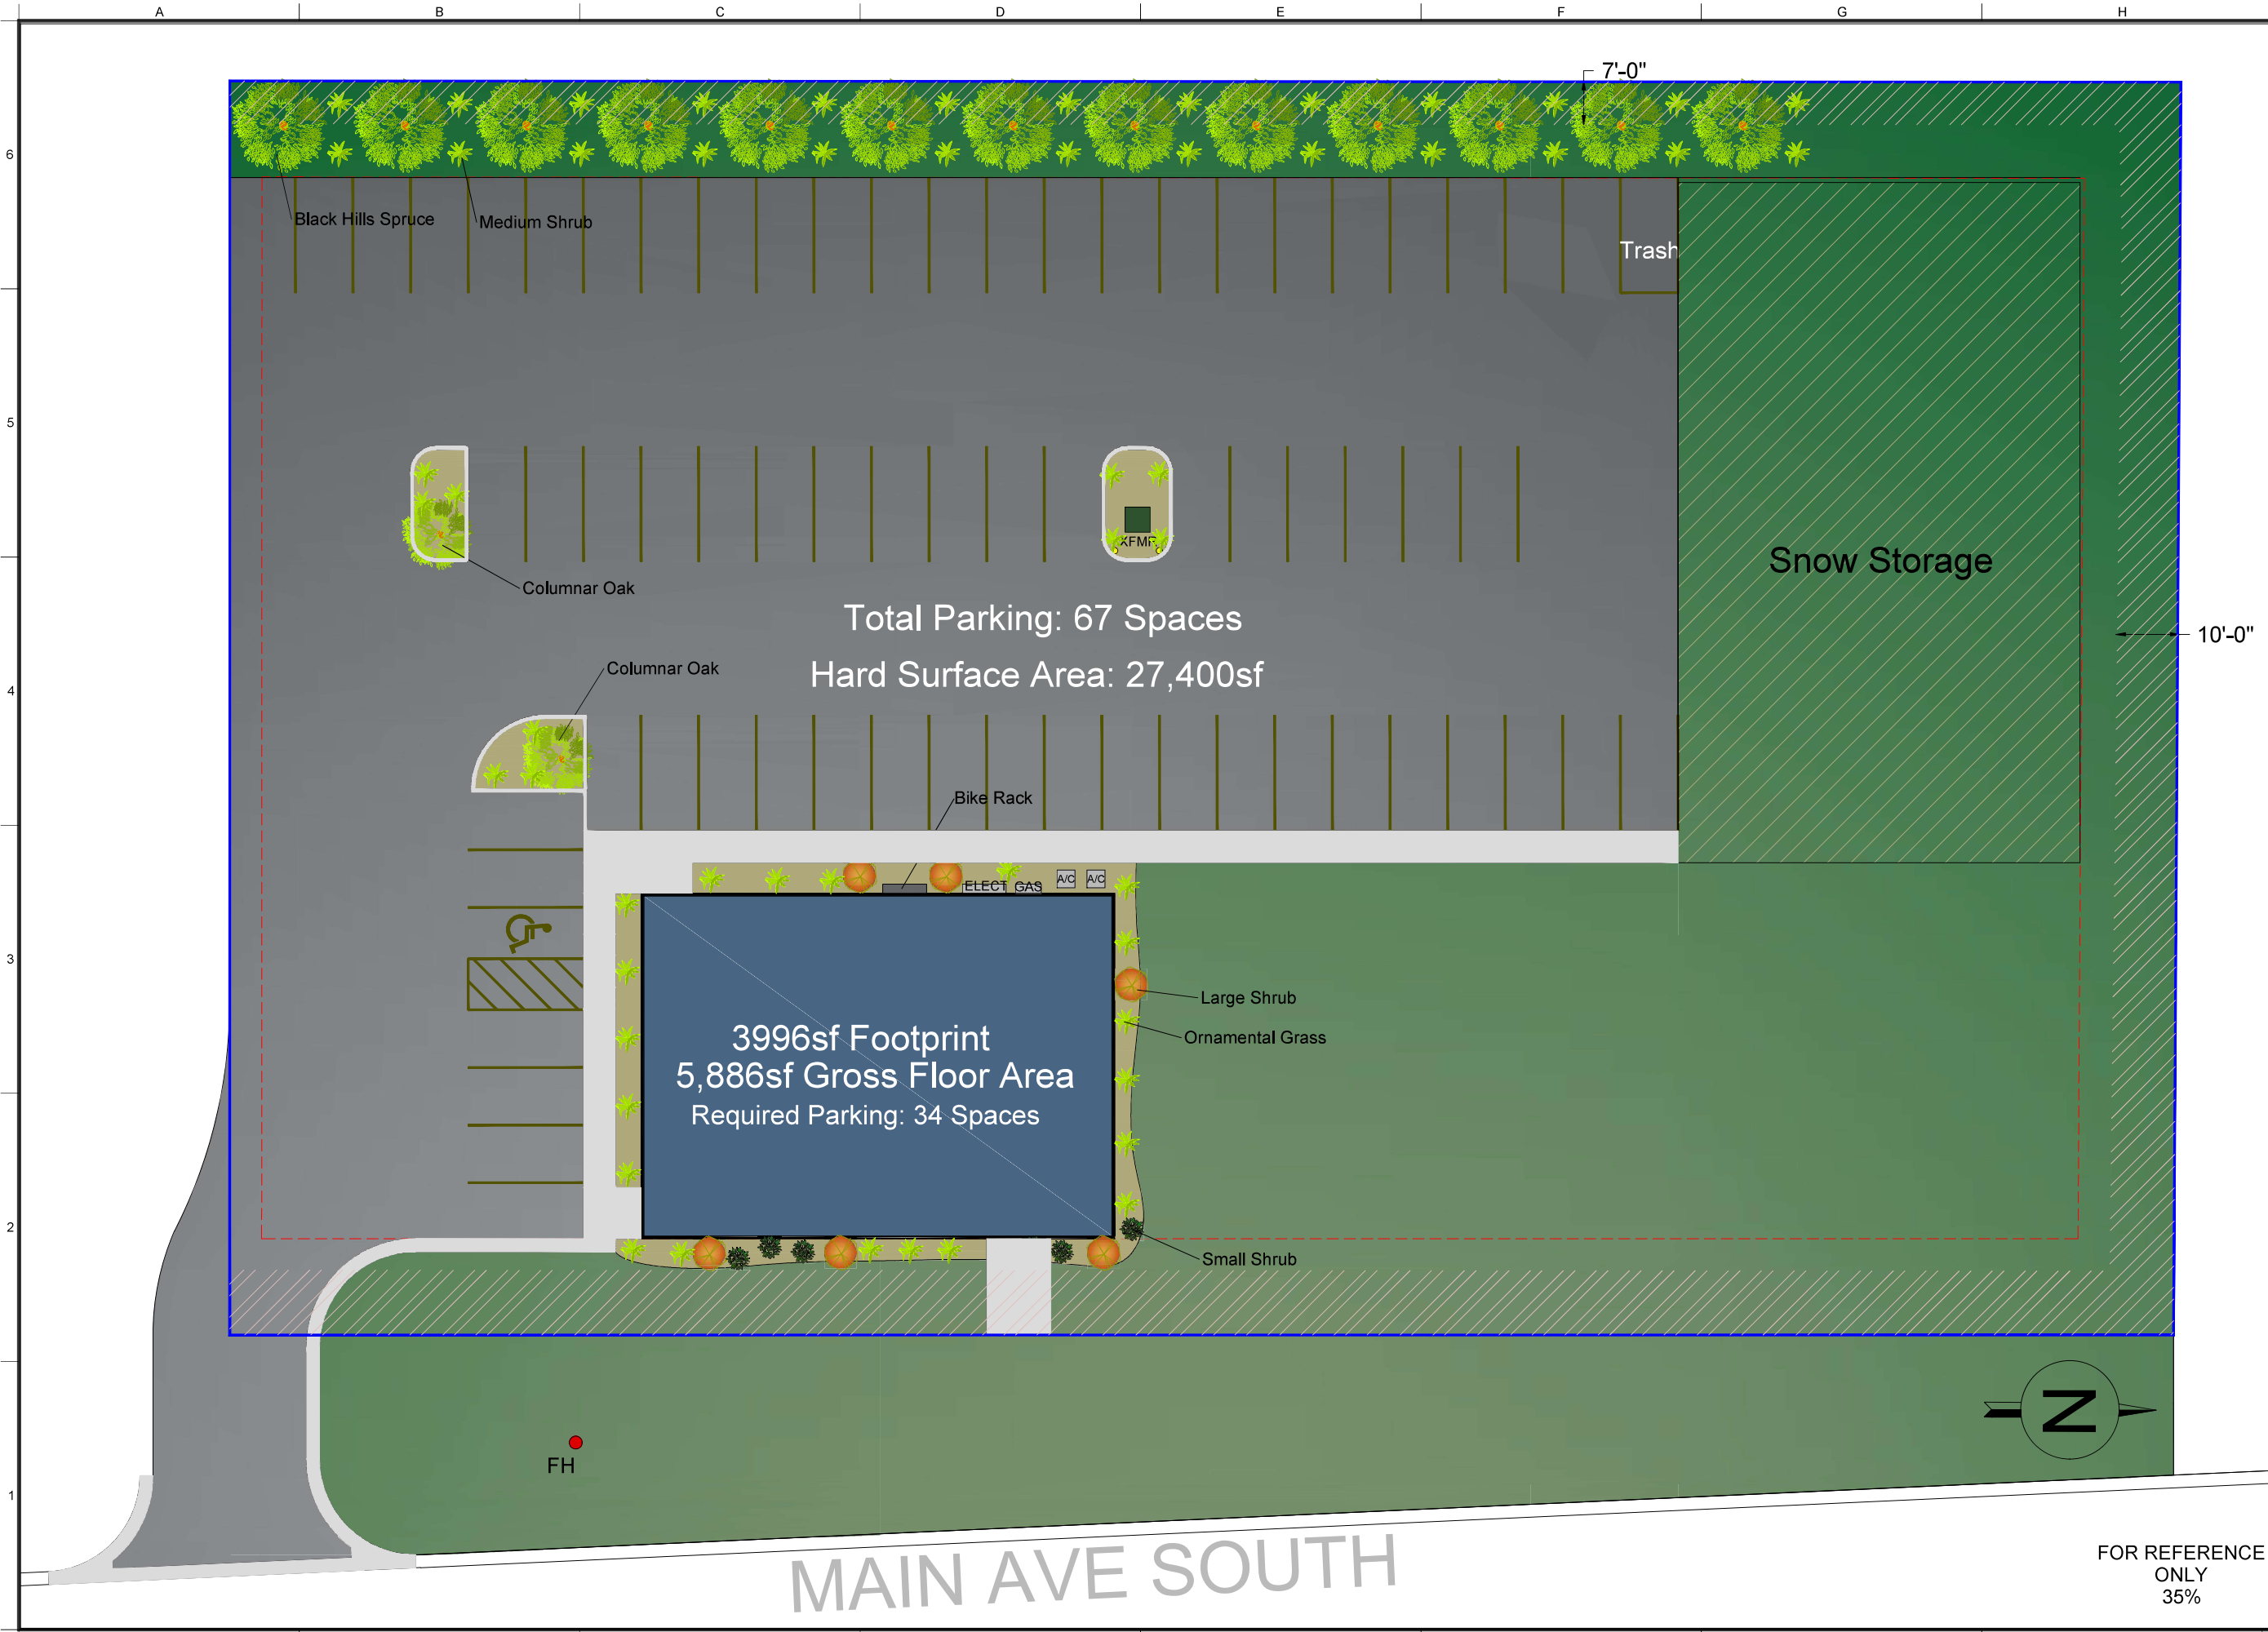 A B C D E F G H
7'-0"
6
Black Hills Spruce
Medium Shrub
Trash
5
XFMR
Snow Storage
Columnar Oak
Total Parking: 67 Spaces
10'-0"
Columnar Oak
Hard Surface Area: 27,400sf
4
Bike Rack
ELECT GAS A/C A/C
3
Large Shrub
3996sf Footprint
Ornamental Grass
5,886sf Gross Floor Area
Required Parking: 34 Spaces
2
Small Shrub
N
FH
1
MAIN AVE SOUTH
FOR REFERENCE
ONLY
35%